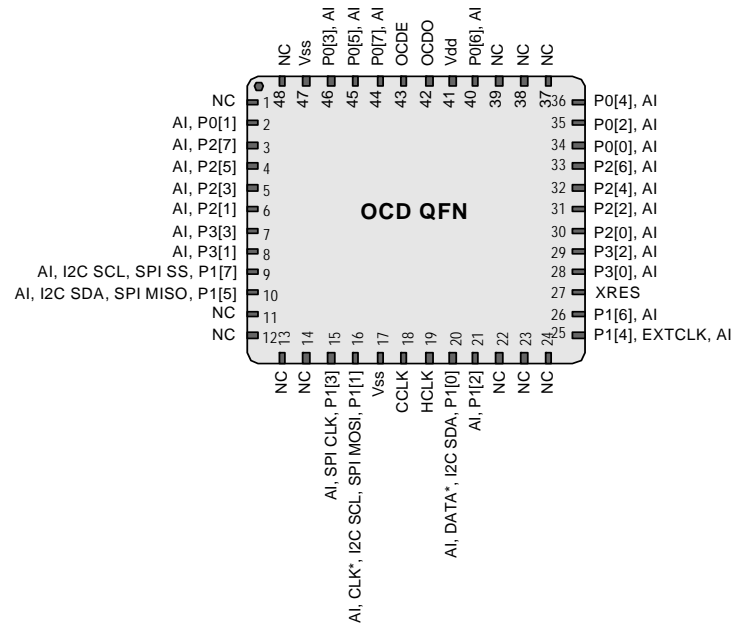 NC
Vss
P0[3], AI
P0[5], AI
P0[7], AI
OCDE
OCDO
Vdd
P0[6], AI
NC
NC
NC
48
47
46
45
44
43
42
41
40
39
38
37
NC 1
AI, P0[1] 2
AI, P2[7] 3
AI, P2[5] 4
AI, P2[3] 5
AI, P2[1] 6
AI, P3[3] 7
AI, P3[1] 8
AI, I2C SCL, SPI SS, P1[7] 9
AI, I2C SDA, SPI MISO, P1[5] 10
NC 11
NC 12
OCD QFN
36 P0[4], AI
35 P0[2], AI
34 P0[0], AI
33 P2[6], AI
32 P2[4], AI
31 P2[2], AI
30 P2[0], AI
29 P3[2], AI
28 P3[0], AI
27 XRES
26 P1[6], AI
25 P1[4], EXTCLK, AI
13
14
15
16
17
18
19
20
21
22
23
24
NC
NC
AI, SPI CLK, P1[3]
AI, CLK*, I2C SCL, SPI MOSI, P1[1]
Vss
CCLK
HCLK
AI, DATA*, I2C SDA, P1[0]
AI, P1[2]
NC
NC
NC